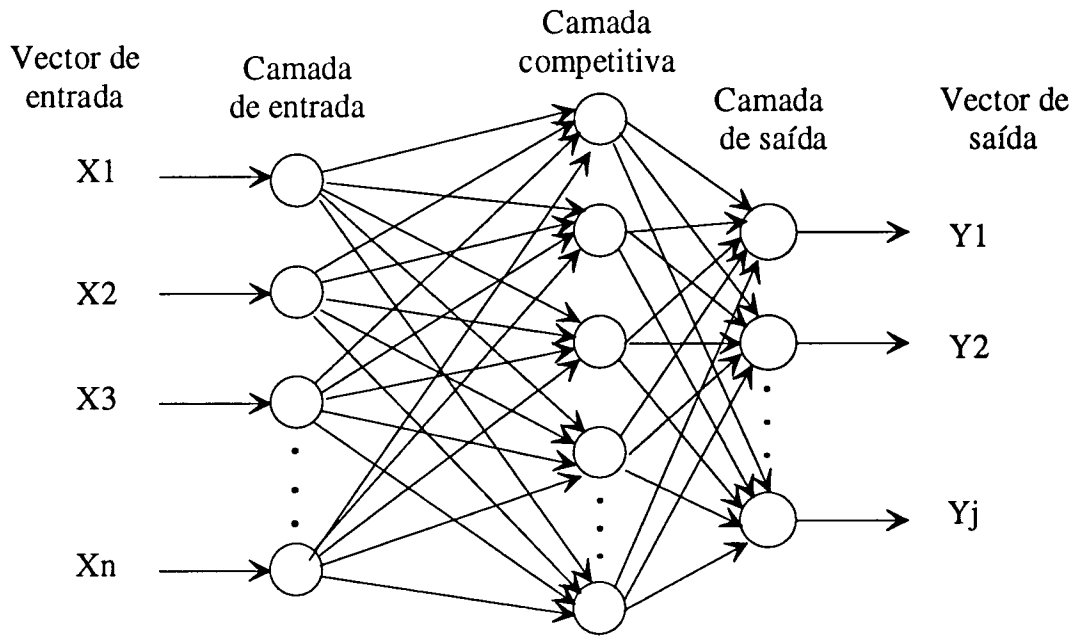 Vector de
entrada
Camada
de entrada
Camada
competitiva
Camada
de saída
Vector de
saída
X1
X2
X3
Xn
Y1
Y2
Yj